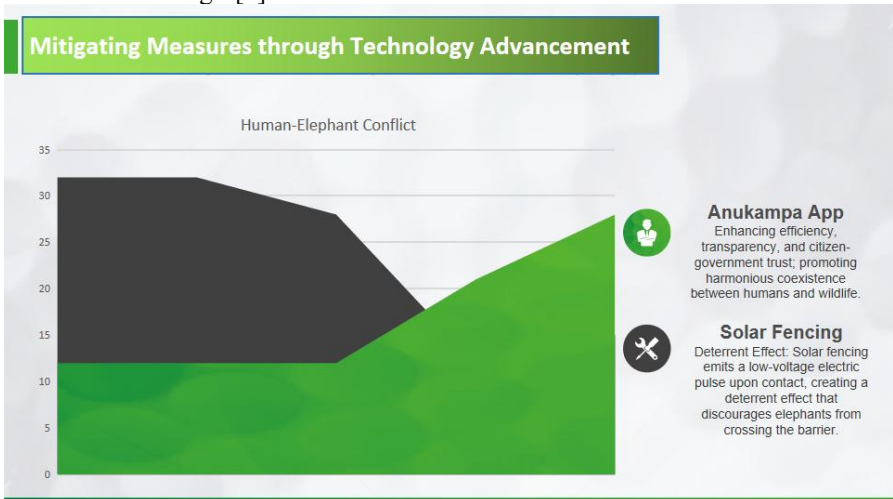 Mitigating Measures through Technology Advancement
Human-Elephant Conflict
35
30
25
20
15
10
5
0
Anukampa App
Enhancing efficiency,
transparency, and citizen-
government trust; promoting
harmonious coexistence
between humans and wildlife.
Solar Fencing
Deterrent Effect: Solar fencing
emits a low-voltage electric
pulse upon contact, creating a
deterrent effect that
discourages elephants from
crossing the barrier.